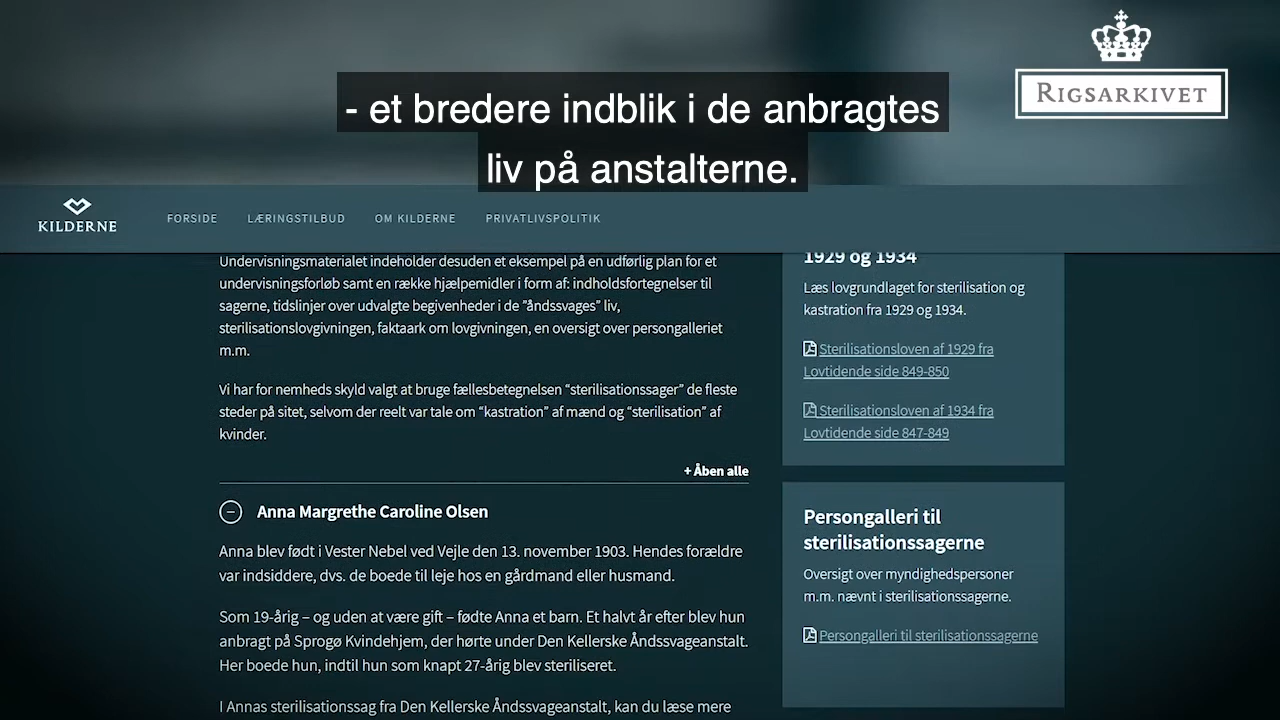 - et bredere indblik i de anbragtes
liv på anstalterne.
RIGSARKIVET
KILDERNE
FORSIDE
LÆRINGSTILBUD
OM KILDERNE
PRIVATLIVSPOLITIK
Undervisningsmaterialet indeholder desuden et eksempel på en udførlig plan for et
undervisningsforløb samt en række hjælpemidler i form af: indholdsfortegnelser til
sagerne, tidslinjer over udvalgte begivenheder i de ”åndssvages” liv,
sterilisationslovgivningen, faktaark om lovgivningen, en oversigt over persongalleriet
m.m.
Vi har for nemheds skyld valgt at bruge fællesbetegnelsen “sterilisationssager” de fleste
steder på sitet, selvom der reelt var tale om “kastration” af mænd og “sterilisation” af
kvinder.
+ Åben alle
Anna Margrethe Caroline Olsen
Anna blev født i Vester Nebel ved Vejle den 13. november 1903. Hendes forældre
var indsiddere, dvs. de boede til leje hos en gårdmand eller husmand.
Som 19-årig – og uden at være gift – fødte Anna et barn. Et halvt år efter blev hun
anbragt på Sprogø Kvindehjem, der hørte under Den Kellerske Åndssvageanstalt.
Her boede hun, indtil hun som knapt 27-årig blev steriliseret.
I Annas sterilisationssag fra Den Kellerske Åndssvageanstalt, kan du læse mere
1929 og 1934
Læs lovgrundlaget for sterilisation og
kastration fra 1929 og 1934.
Sterilisationsloven af 1929 fra
Lovtidende side 849-850
Sterilisationsloven af 1934 fra
Lovtidende side 847-849
Persongalleri til
sterilisationssagerne
Oversigt over myndighedspersoner
m.m. nævnt i sterilisationssagerne.
Persongalleri til sterilisationssagerne